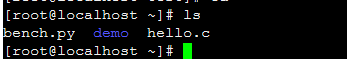 [root@localhost ~]# ls
bench.py demo hello.c
[root@localhost ~]#